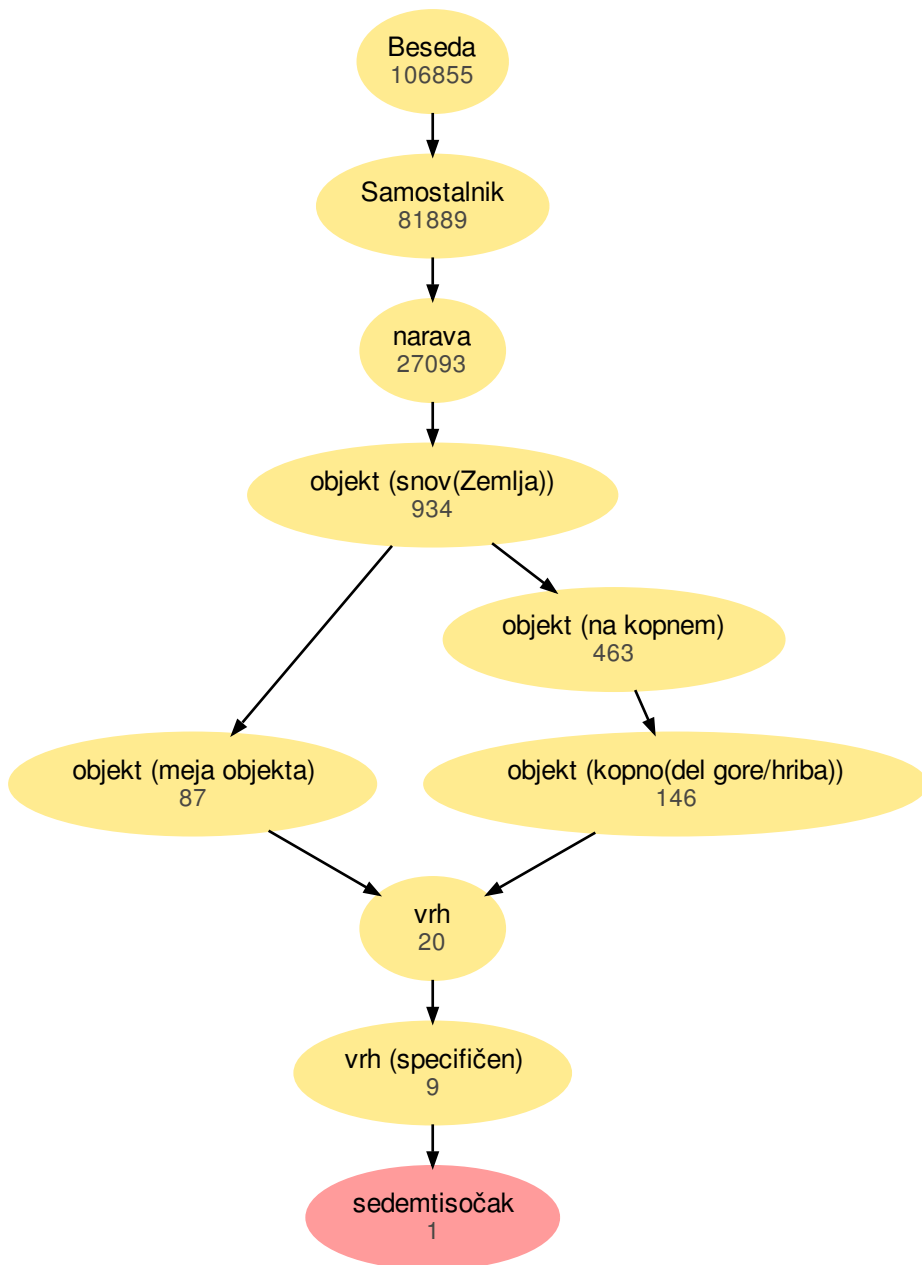 Beseda
106855
Samostalnik
81889
narava
27093
objekt (snov(Zemlja))
934
objekt (na kopnem)
463
objekt (meja objekta)
87
objekt (kopno(del gore/hriba))
146
vrh
20
vrh (specifičen)
9
sedemtisočak
1